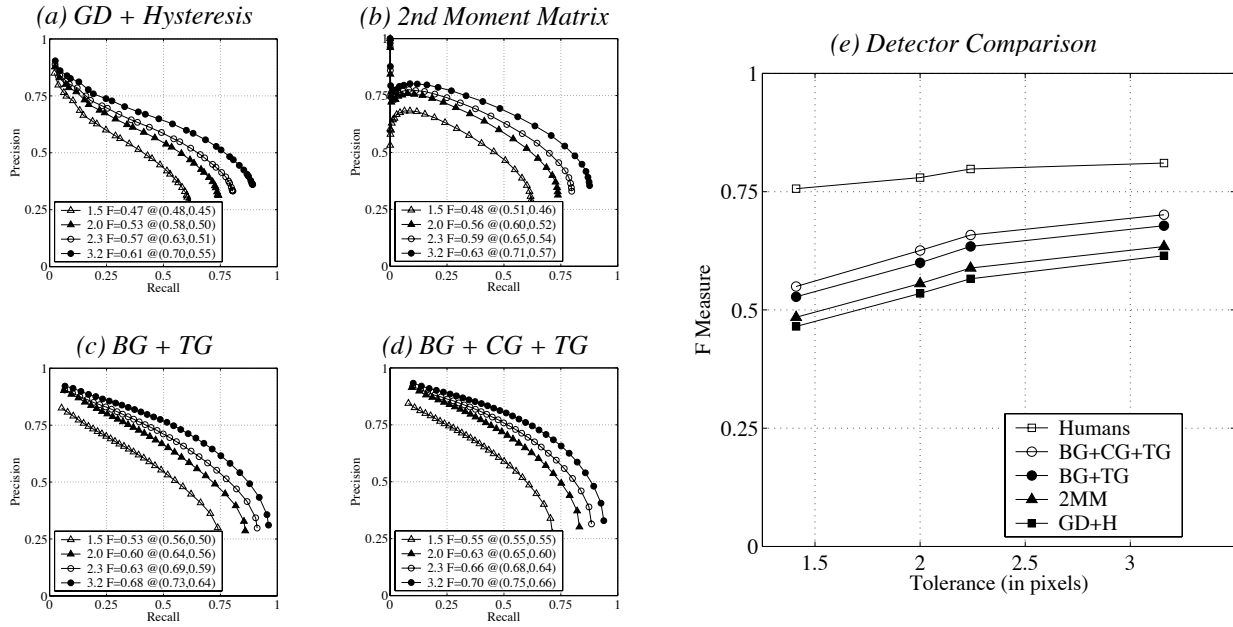 (a) GD + Hysteresis
1
0.75
0.5
0.25
0
Precision
0 0.25 0.5 0.75 1
Recall
1.5 F=0.47 @(0.48,0.45)
2.0 F=0.53 @(0.58,0.50)
2.3 F=0.57 @(0.63,0.51)
3.2 F=0.61 @(0.70,0.55)
(b) 2nd Moment Matrix
1
0.75
0.5
0.25
0
Precision
0 0.25 0.5 0.75 1
Recall
1.5 F=0.48 @(0.51,0.46)
2.0 F=0.56 @(0.60,0.52)
2.3 F=0.59 @(0.65,0.54)
3.2 F=0.63 @(0.71,0.57)
(c) BG + TG
1
0.75
0.5
0.25
0
Precision
0 0.25 0.5 0.75 1
Recall
1.5 F=0.53 @(0.56,0.50)
2.0 F=0.60 @(0.64,0.56)
2.3 F=0.63 @(0.69,0.59)
3.2 F=0.68 @(0.73,0.64)
(d) BG + CG + TG
1
0.75
0.5
0.25
0
Precision
0 0.25 0.5 0.75 1
Recall
1.5 F=0.55 @(0.55,0.55)
2.0 F=0.63 @(0.65,0.60)
2.3 F=0.66 @(0.68,0.64)
3.2 F=0.70 @(0.75,0.66)
(e) Detector Comparison
1
0.75
0.5
0.25
0
F Measure
1.5 2 2.5 3
Tolerance (in pixels)
Humans
BG+CG+TG
BG+TG
2MM
GD+H